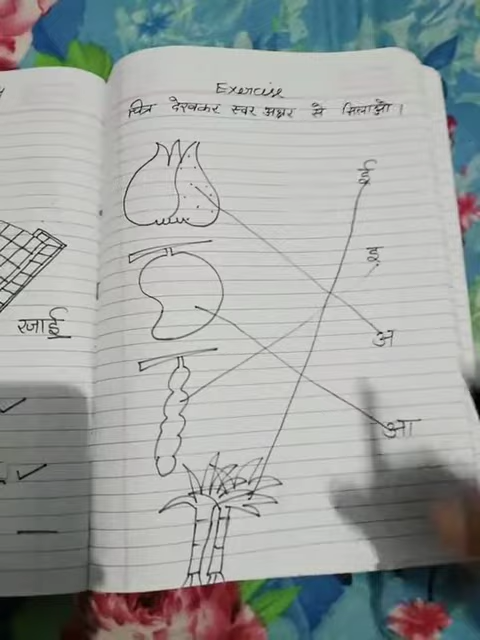 Exercise
चित्र देखकर स्वर अक्षर से मिलाओ।
ई
इ
रजाई
अ
आ